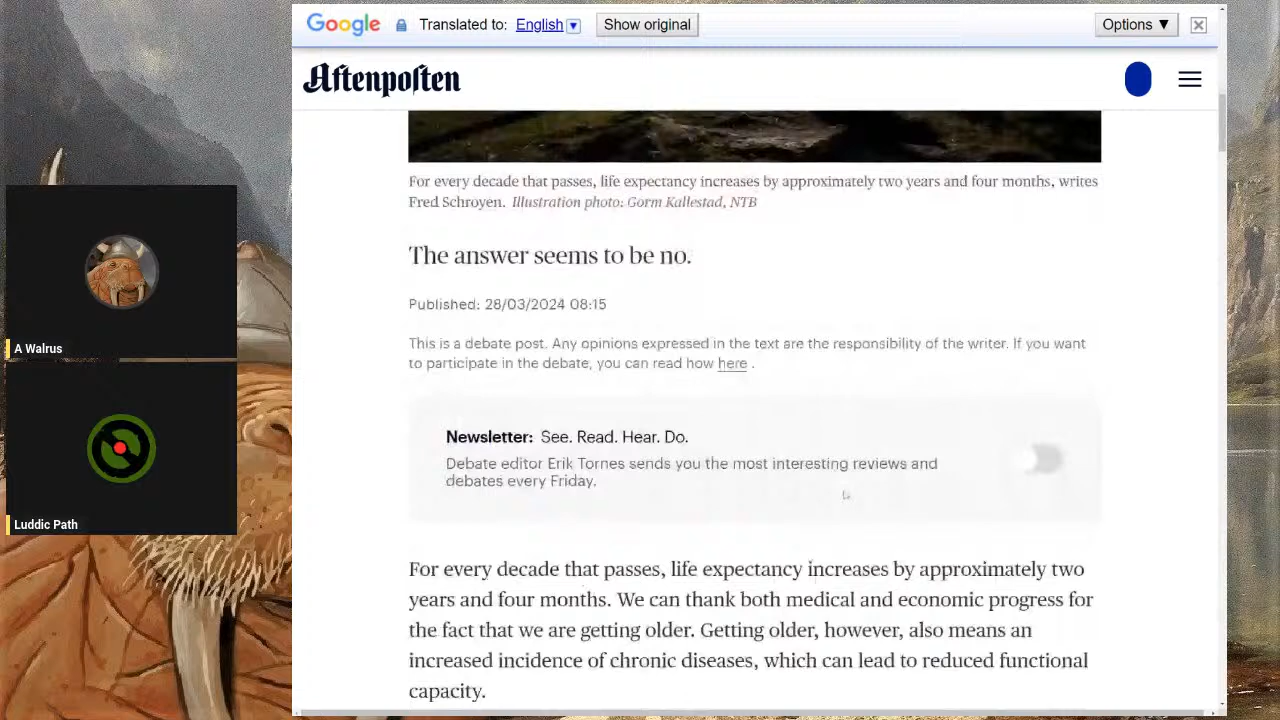 Google Translated to: English ▼ Show original Options ▼
Aftenposten
For every decade that passes, life expectancy increases by approximately two years and four months, writes
Fred Schroyen. Illustration photo: Gorm Kallestad, NTB
The answer seems to be no.
Published: 28/03/2024 08:15
This is a debate post. Any opinions expressed in the text are the responsibility of the writer. If you want
to participate in the debate, you can read how here .
Newsletter: See. Read. Hear. Do.
Debate editor Erik Tornes sends you the most interesting reviews and
debates every Friday.
For every decade that passes, life expectancy increases by approximately two
years and four months. We can thank both medical and economic progress for
the fact that we are getting older. Getting older, however, also means an
increased incidence of chronic diseases, which can lead to reduced functional
capacity.
A Walrus
Luddic Path